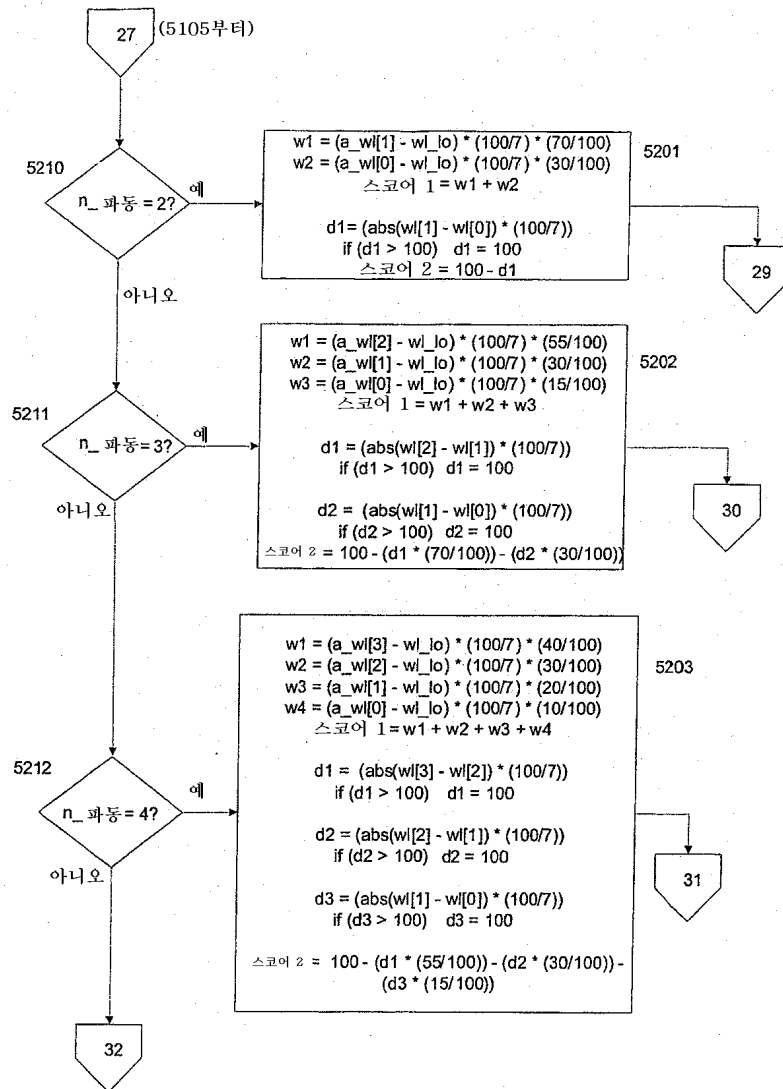 27
(5105부터)
5210
n_ 파동 = 2?
예
아니오
w1 = (a_wl[1] - wl_lo) * (100/7) * (70/100)
w2 = (a_wl[0] - wl_lo) * (100/7) * (30/100)
스코어 1 = w1 + w2
d1= (abs(wl[1] - wl[0]) * (100/7))
if (d1 > 100) d1 = 100
스코어 2 = 100 - d1
5201
29
5211
n_ 파동= 3?
예
아니오
w1 = (a_wl[2] - wl_lo) * (100/7) * (55/100)
w2 = (a_wl[1] - wl_lo) * (100/7) * (30/100)
w3 = (a_wl[0] - wl_lo) * (100/7) * (15/100)
스코어 1 = w1 + w2 + w3
d1 = (abs(wl[2] - wl[1]) * (100/7))
if (d1 > 100) d1 = 100
d2 = (abs(wl[1] - wl[0]) * (100/7))
if (d2 > 100) d2 = 100
스코어 2 = 100 - (d1 * (70/100)) - (d2 * (30/100))
5202
30
5212
n_ 파동= 4?
예
아니오
w1 = (a_wl[3] - wl_lo) * (100/7) * (40/100)
w2 = (a_wl[2] - wl_lo) * (100/7) * (30/100)
w3 = (a_wl[1] - wl_lo) * (100/7) * (20/100)
w4 = (a_wl[0] - wl_lo) * (100/7) * (10/100)
스코어 1 = w1 + w2 + w3 + w4
d1 = (abs(wl[3] - wl[2]) * (100/7))
if (d1 > 100) d1 = 100
d2 = (abs(wl[2] - wl[1]) * (100/7))
if (d2 > 100) d2 = 100
d3 = (abs(wl[1] - wl[0]) * (100/7))
if (d3 > 100) d3 = 100
스코어 2 = 100 - (d1 * (55/100)) - (d2 * (30/100)) -
(d3 * (15/100))
5203
31
32